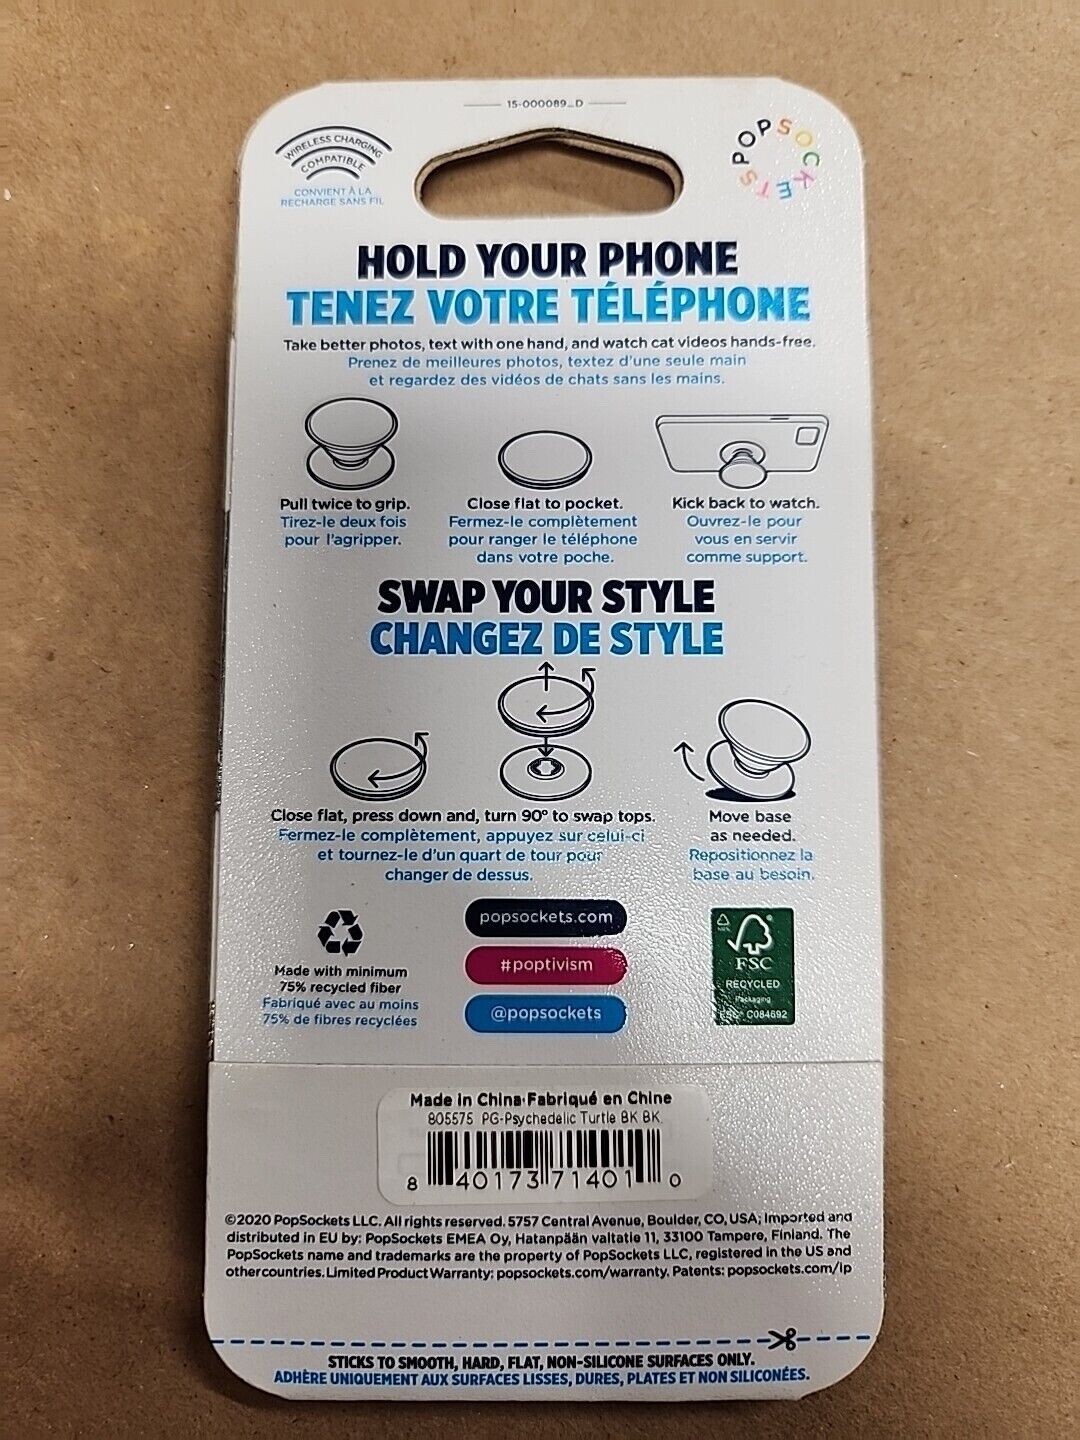 15-000089_D
WIRELESS CHARGING
COMPATIBLE
CONVIENT À LA
RECHARGE SANS FIL
POPSOCKETS
HOLD YOUR PHONE
TENEZ VOTRE TÉLÉPHONE
Take better photos, text with one hand, and watch cat videos hands-free.
Prenez de meilleures photos, textez d'une seule main
et regardez des vidéos de chats sans les mains.
Pull twice to grip.
Tirez-le deux fois
pour l'agripper.
Close flat to pocket.
Fermez-le complètement
pour ranger le téléphone
dans votre poche.
Kick back to watch.
Ouvrez-le pour
vous en servir
comme support.
SWAP YOUR STYLE
CHANGEZ DE STYLE
Close flat, press down and, turn 90° to swap tops.
Fermez-le complètement, appuyez sur celui-ci
et tournez-le d'un quart de tour pour
changer de dessus.
Move base
as needed.
Repositionnez la
base au besoin.
Made with minimum
75% recycled fiber
Fabriqué avec au moins
75% de fibres recyclées
popsockets.com
#poptivism
@popsockets
FSC
RECYCLED
Packaging
FSC® C084692
Made in China·Fabriqué en Chine
805575 PG-Psychedelic Turtle BK BK
8 40173 71401 0
©2020 PopSockets LLC. All rights reserved. 5757 Central Avenue, Boulder, CO, USA; Imported and
distributed in EU by: PopSockets EMEA Oy, Hatanpään valtatie 11, 33100 Tampere, Finland. The
PopSockets name and trademarks are the property of PopSockets LLC, registered in the US and
other countries. Limited Product Warranty: popsockets.com/warranty. Patents: popsockets.com/ip
STICKS TO SMOOTH, HARD, FLAT, NON-SILICONE SURFACES ONLY.
ADHÈRE UNIQUEMENT AUX SURFACES LISSES, DURES, PLATES ET NON SILICONÉES.